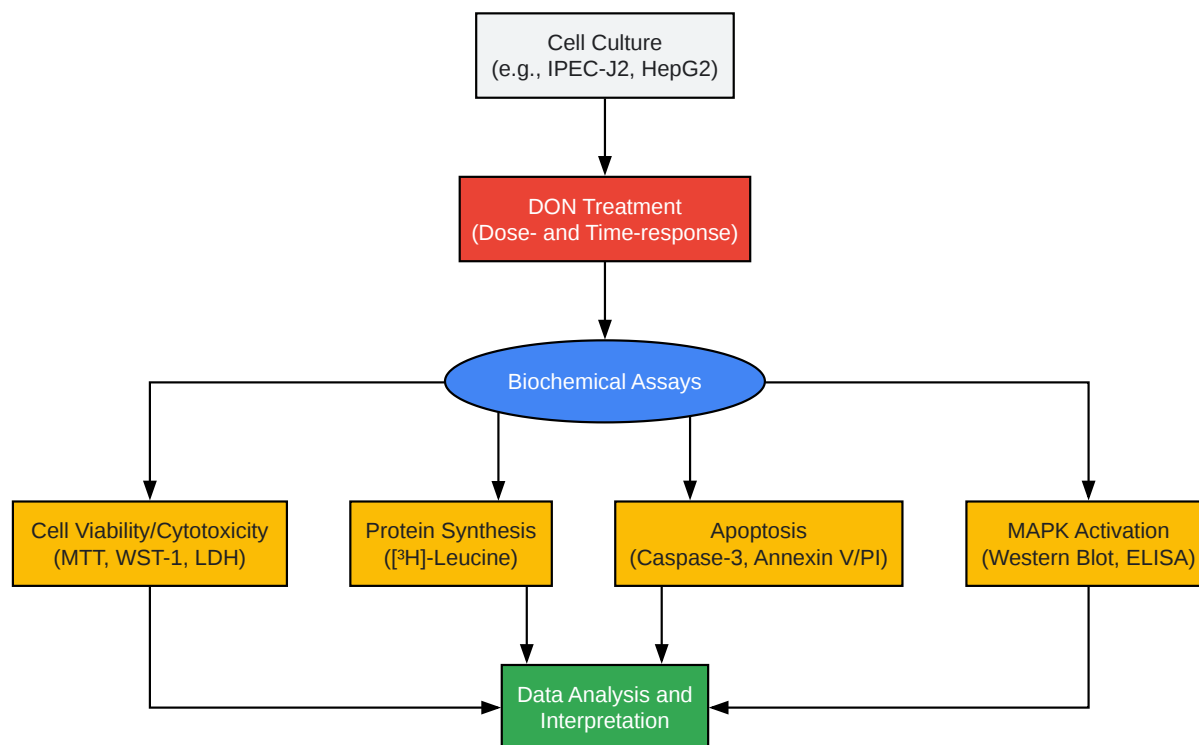 Cell Culture
(e.g., IPEC-J2, HepG2)
DON Treatment
(Dose- and Time-response)
Biochemical Assays
Cell Viability/Cytotoxicity
(MTT, WST-1, LDH)
Protein Synthesis
([³H]-Leucine)
Apoptosis
(Caspase-3, Annexin V/PI)
MAPK Activation
(Western Blot, ELISA)
Data Analysis and
Interpretation